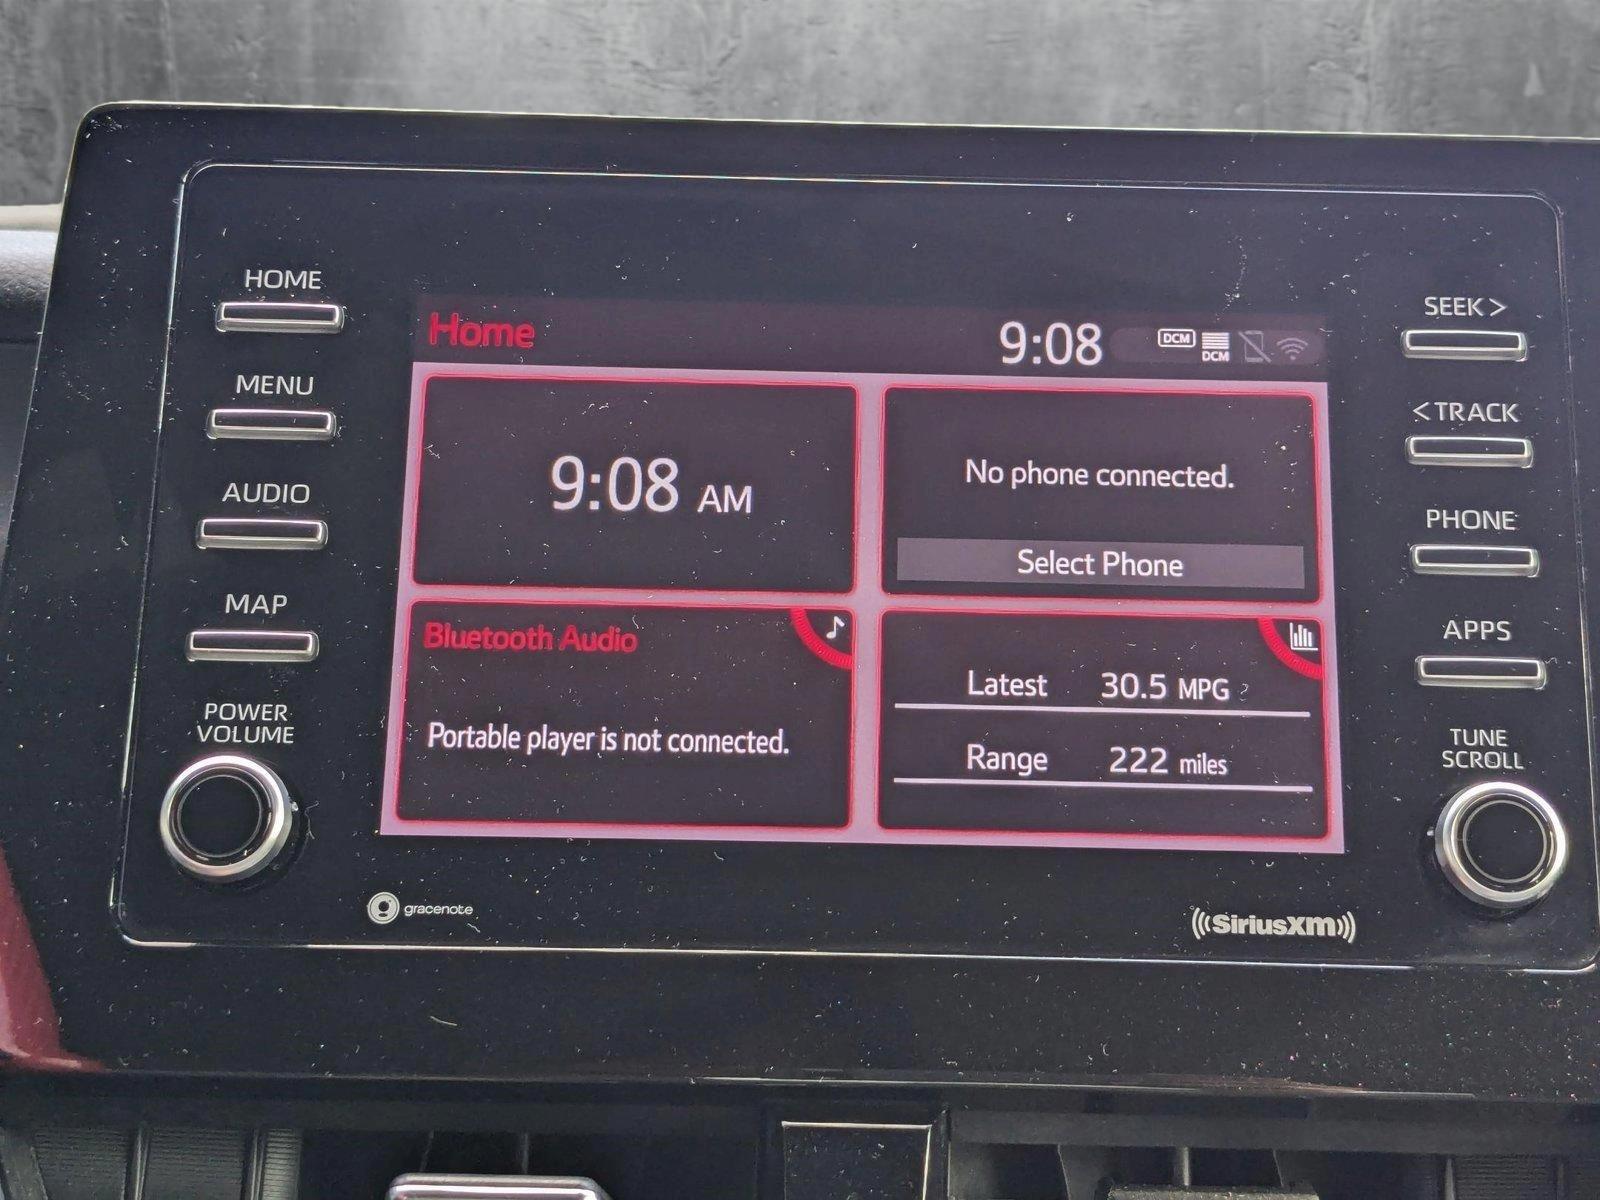 HOME
MENU
AUDIO
MAP
POWER
VOLUME
Home
9:08
DCM
DCM
9:08 AM
No phone connected.
Select Phone
Bluetooth Audio
Portable player is not connected.
Latest 30.5 MPG
Range 222 miles
SEEK >
< TRACK
PHONE
APPS
TUNE
SCROLL
gracenote
((SiriusXM))